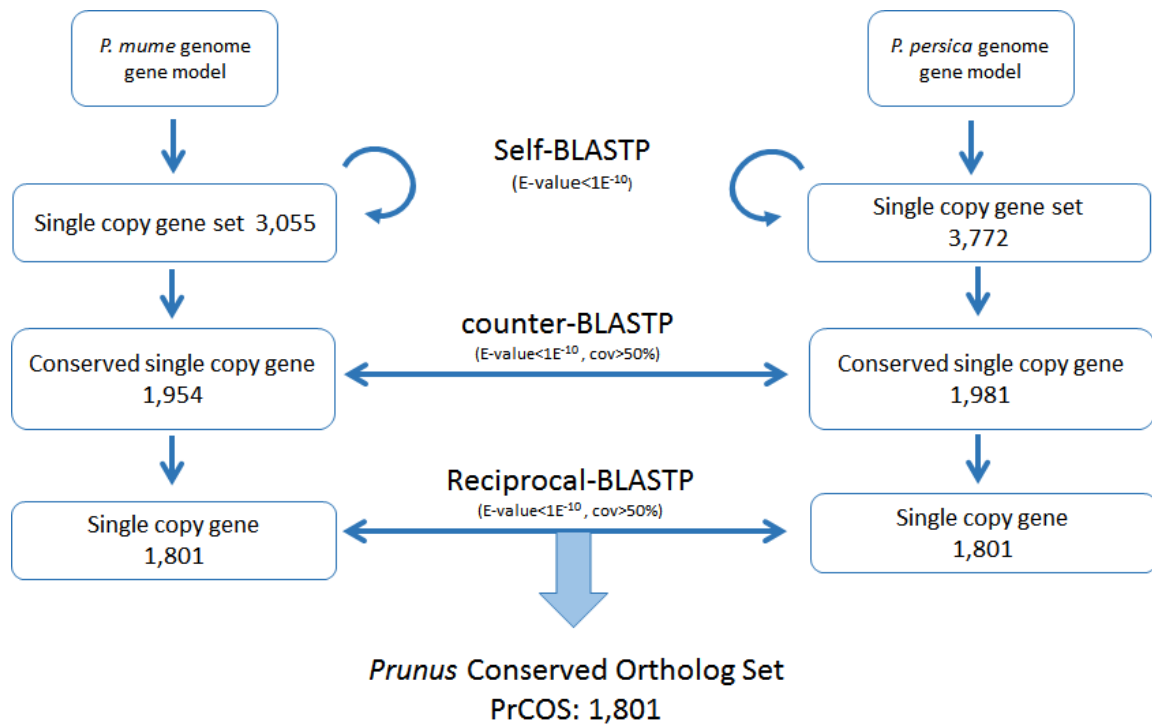 P. mume genome
gene model
P. persica genome
gene model
Self-BLASTP
(E-value<1E⁻¹⁰)
Single copy gene set 3,055
Single copy gene set
3,772
counter-BLASTP
(E-value<1E⁻¹⁰ , cov>50%)
Conserved single copy gene
1,954
Conserved single copy gene
1,981
Reciprocal-BLASTP
(E-value<1E⁻¹⁰ , cov>50%)
Single copy gene
1,801
Single copy gene
1,801
Prunus Conserved Ortholog Set
PrCOS: 1,801